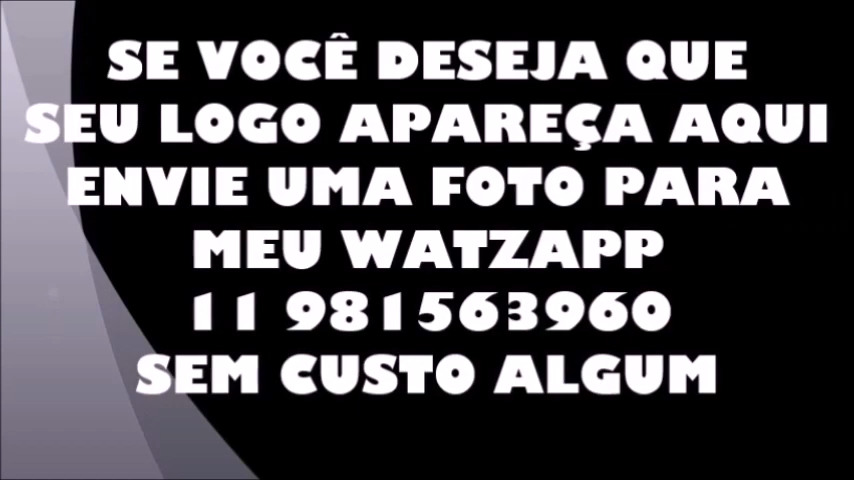 SE VOCÊ DESEJA QUE
SEU LOGO APAREÇA AQUI
ENVIE UMA FOTO PARA
MEU WATZAPP
11 981563960
SEM CUSTO ALGUM